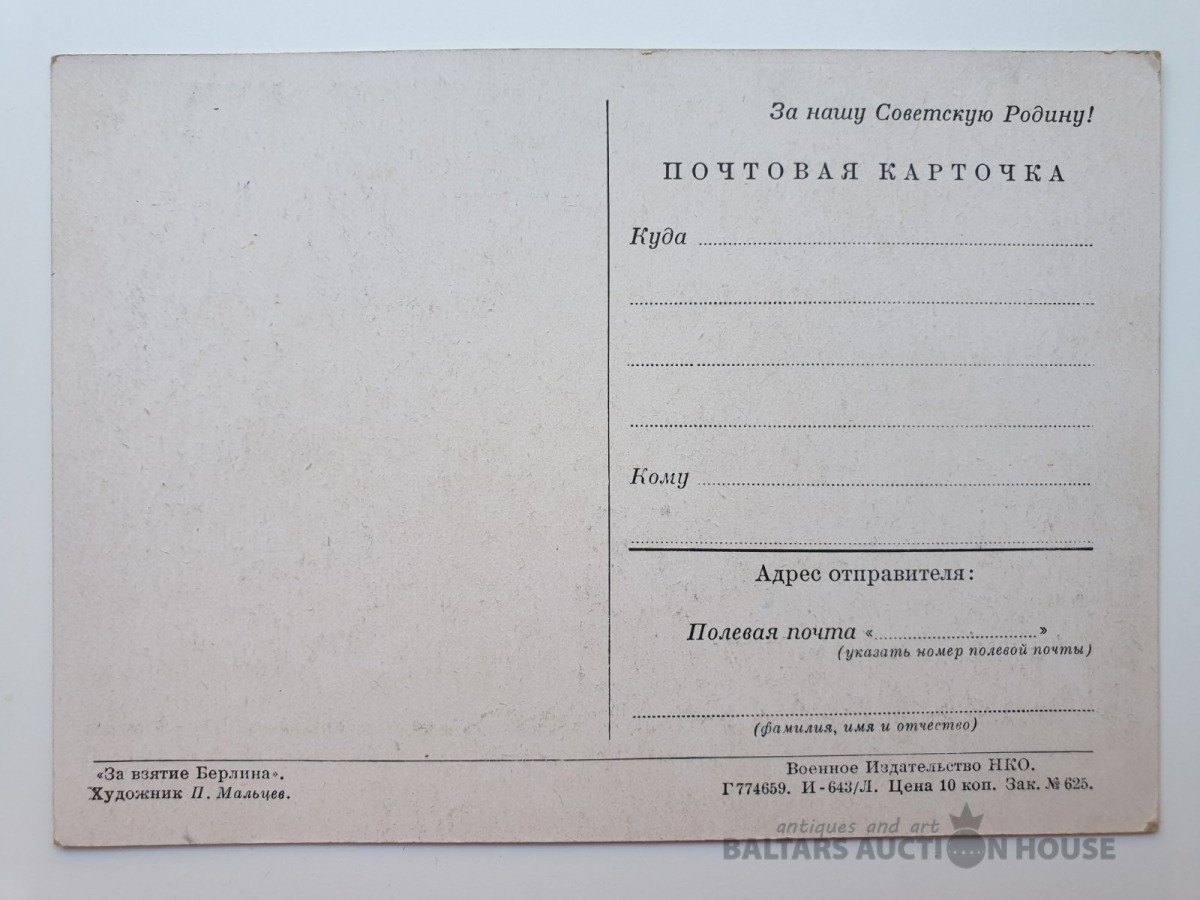 За нашу Советскую Родину!
ПОЧТОВАЯ КАРТОЧКА
Куда
Кому
Адрес отправителя:
Полевая почта «....................»
(указать номер полевой почты)
(фамилия, имя и отчество)
«За взятие Берлина».
Художник П. Мальцев.
Военное Издательство НКО.
Г774659. И-643/Л. Цена 10 коп. Зак. № 625.
antiques and art
BALTARS AUCTION HOUSE